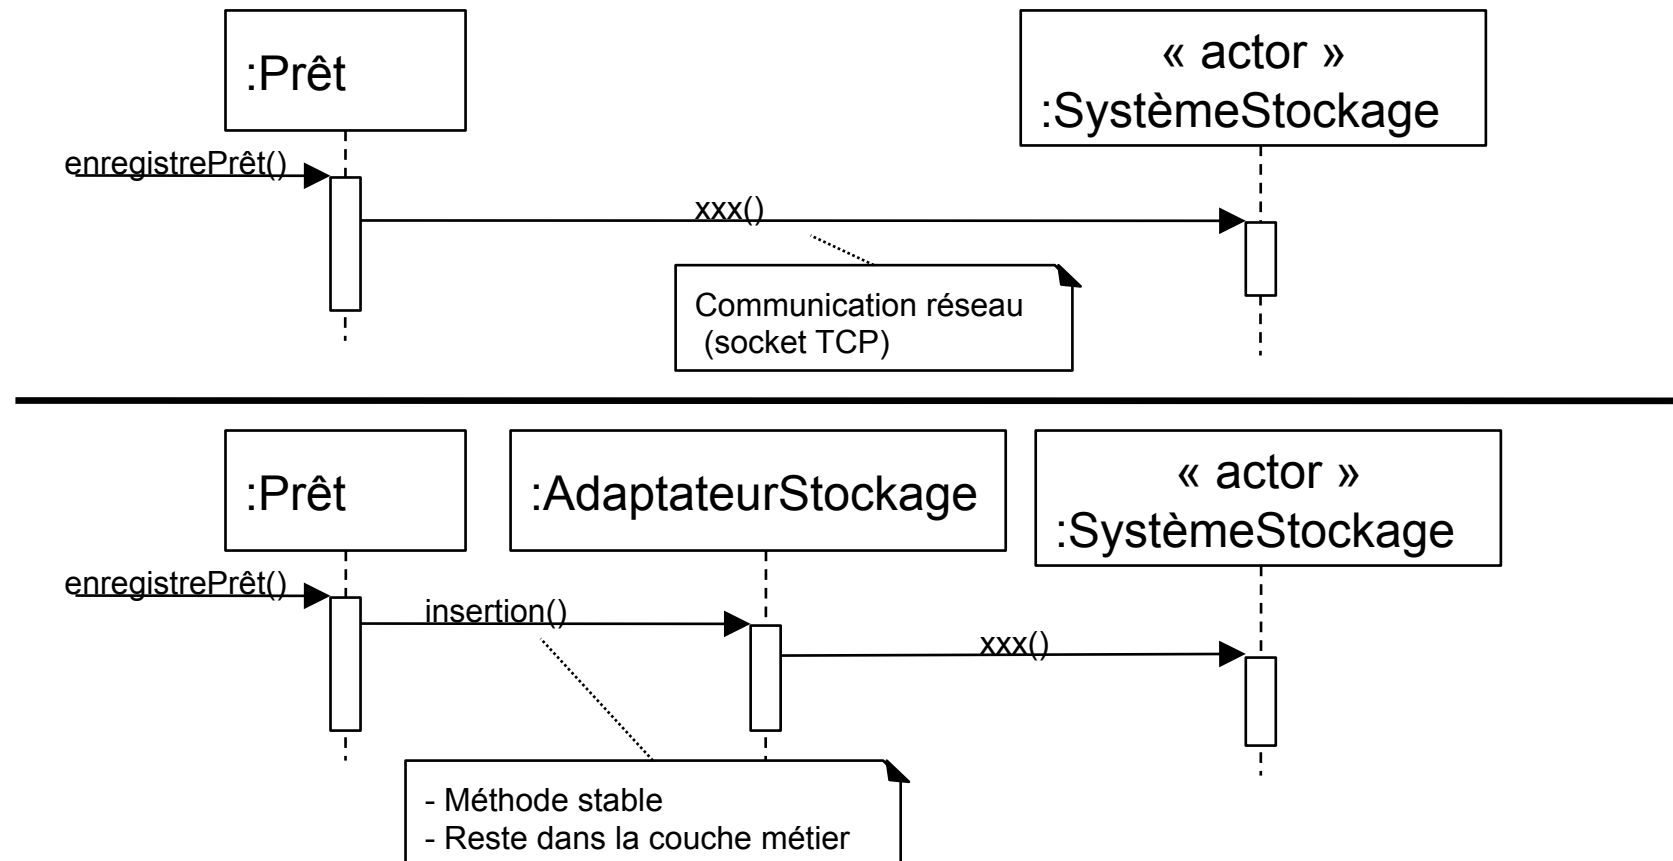 :Prêt
« actor »
:SystèmeStockage
enregistrePrêt()
xxx()
Communication réseau
(socket TCP)
:Prêt
:AdaptateurStockage
« actor »
:SystèmeStockage
enregistrePrêt()
insertion()
xxx()
- Méthode stable
- Reste dans la couche métier